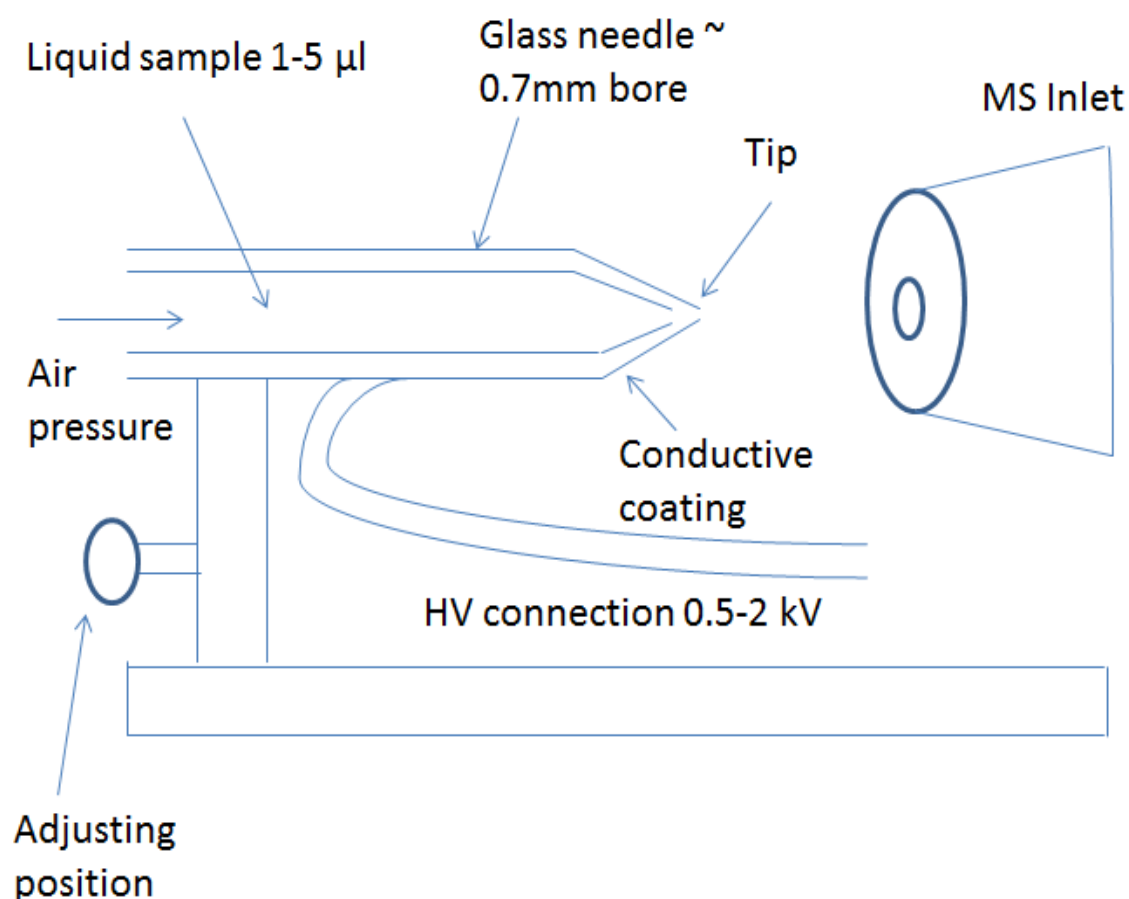 Liquid sample 1-5 µl
Glass needle ~
0.7mm bore
MS Inlet
Tip
Air
pressure
Conductive
coating
HV connection 0.5-2 kV
Adjusting
position